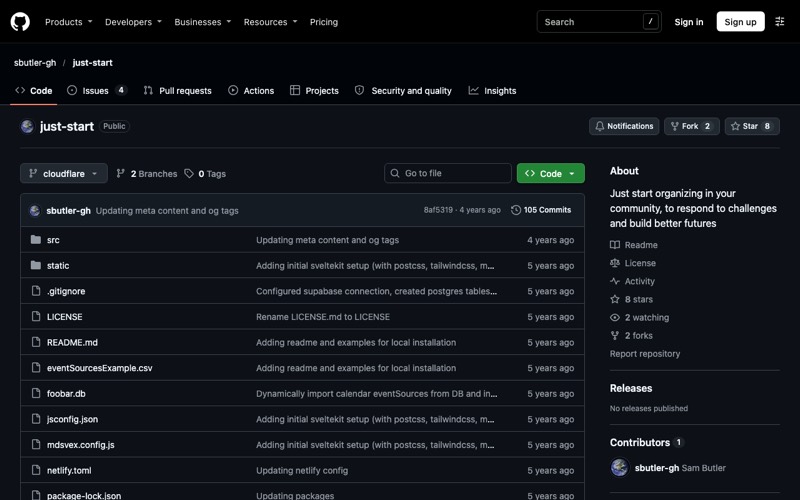 Products Developers Businesses Resources Pricing Search / Sign in Sign up
sbutler-gh / just-start
Code Issues 4 Pull requests Actions Projects Security and quality Insights
just-start Public Notifications Fork 2 Star 8
cloudflare 2 Branches 0 Tags Go to file Code
sbutler-gh Updating meta content and og tags 8af5319 · 4 years ago 105 Commits
src Updating meta content and og tags 4 years ago
static Adding initial sveltekit setup (with postcss, tailwindcss, m... 5 years ago
.gitignore Configured supabase connection, created postgres tables... 5 years ago
LICENSE Rename LICENSE.md to LICENSE 5 years ago
README.md Adding readme and examples for local installation 5 years ago
eventSourcesExample.csv Adding readme and examples for local installation 5 years ago
foobar.db Dynamically import calendar eventSources from DB and in... 5 years ago
jsconfig.json Adding initial sveltekit setup (with postcss, tailwindcss, m... 5 years ago
mdsvex.config.js Adding initial sveltekit setup (with postcss, tailwindcss, m... 5 years ago
netlify.toml Updating netlify config 5 years ago
package-lock.json Updating packages 5 years ago
About
Just start organizing in your
community, to respond to challenges
and build better futures
Readme
License
Activity
8 stars
2 watching
2 forks
Report repository
Releases
No releases published
Contributors 1
sbutler-gh Sam Butler